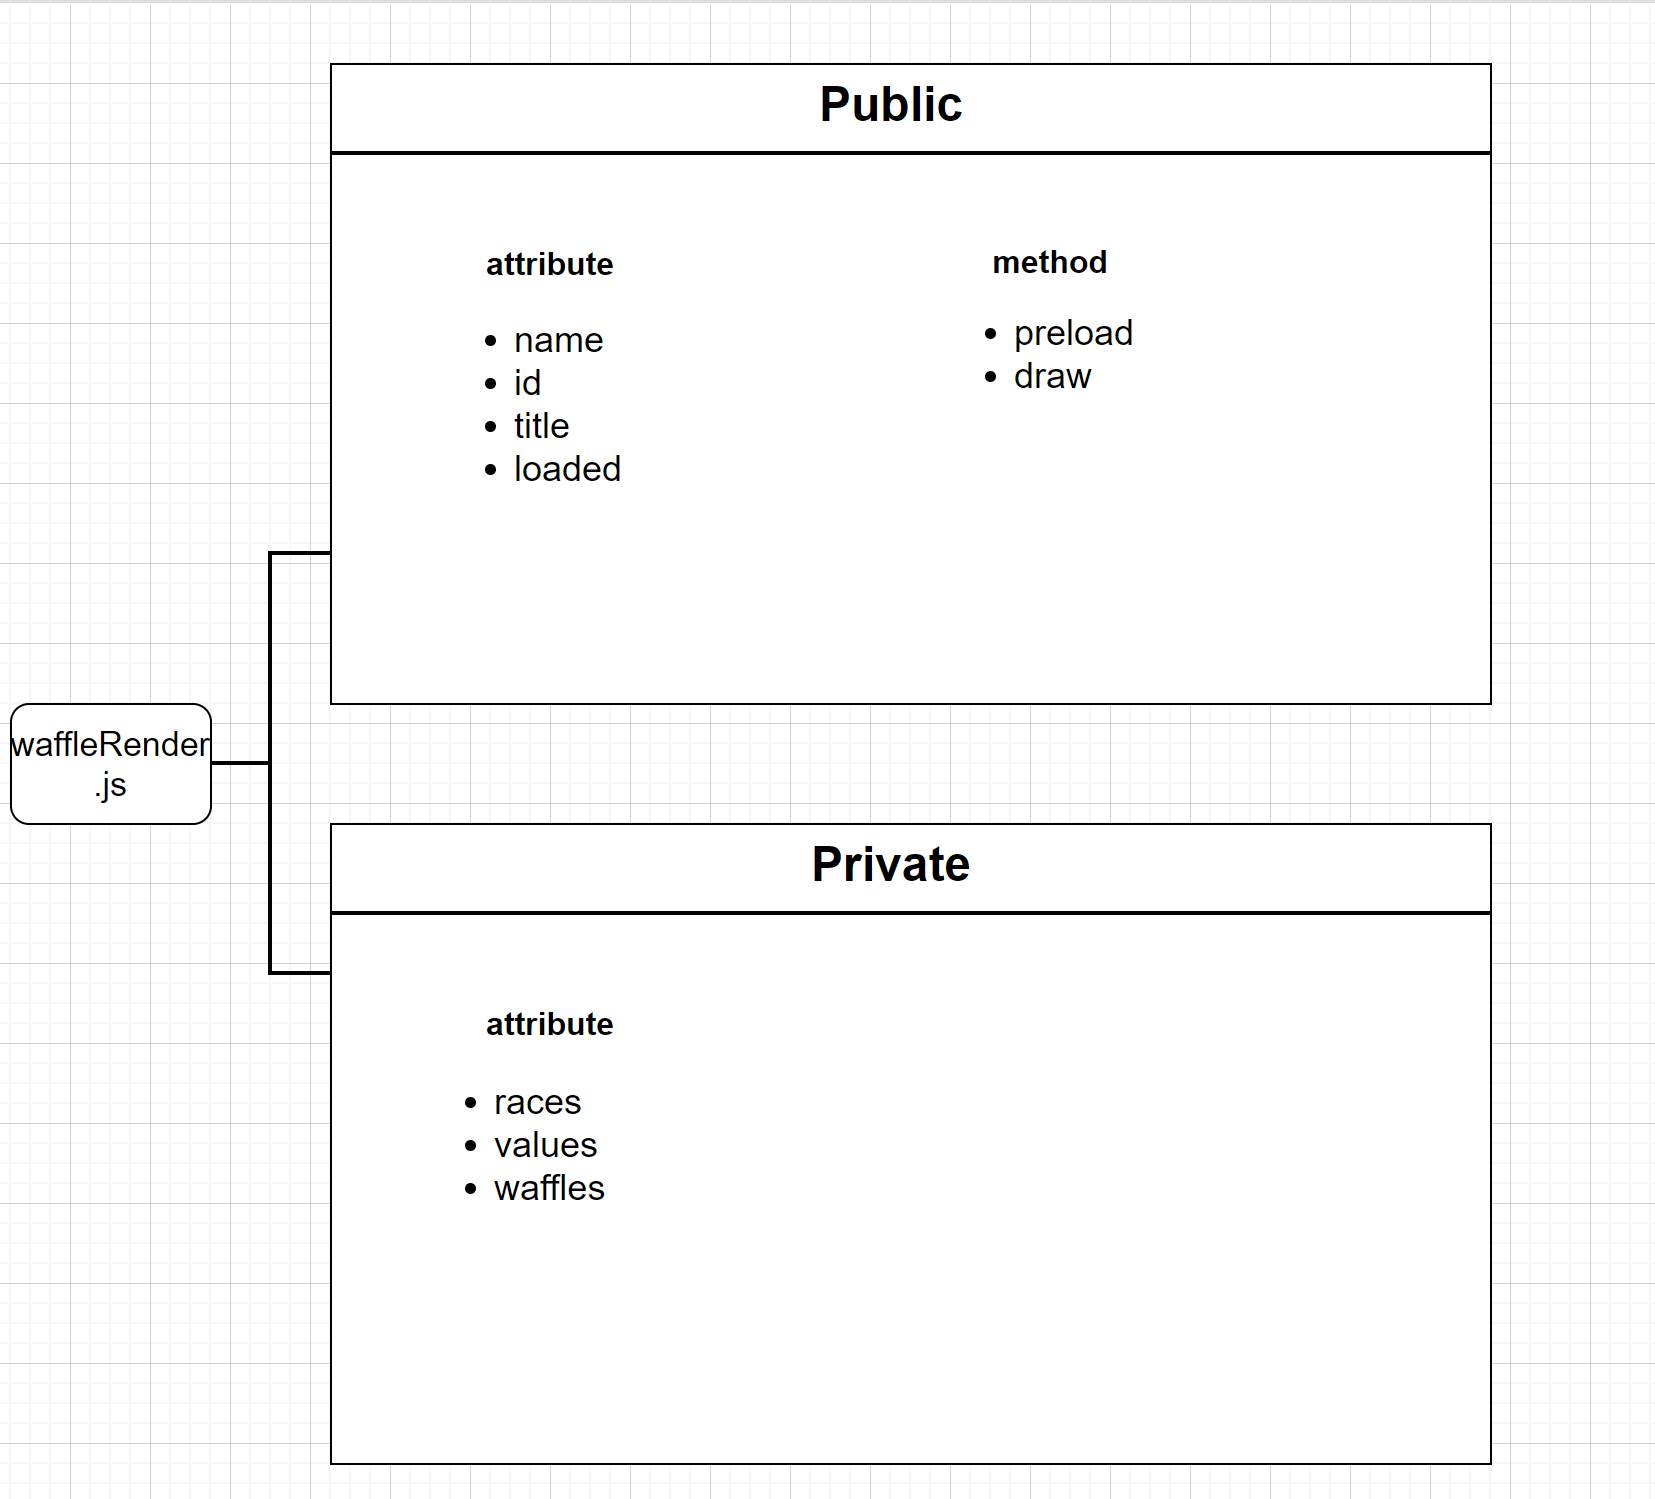 Public
attribute
name
id
title
loaded
method
preload
draw
waffleRender
.js
Private
attribute
races
values
waffles